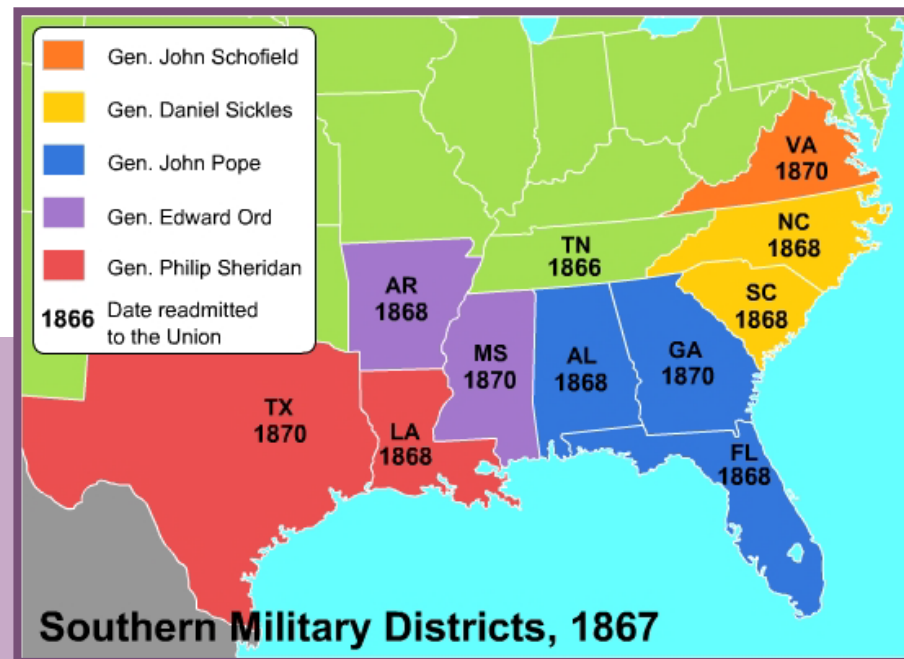 Gen. John Schofield
Gen. Daniel Sickles
Gen. John Pope
Gen. Edward Ord
Gen. Philip Sheridan
1866 Date readmitted
to the Union
VA
1870
NC
1868
TN
1866
SC
1868
AR
1868
MS
1870
AL
1868
GA
1870
TX
1870
LA
1868
FL
1868
Southern Military Districts, 1867